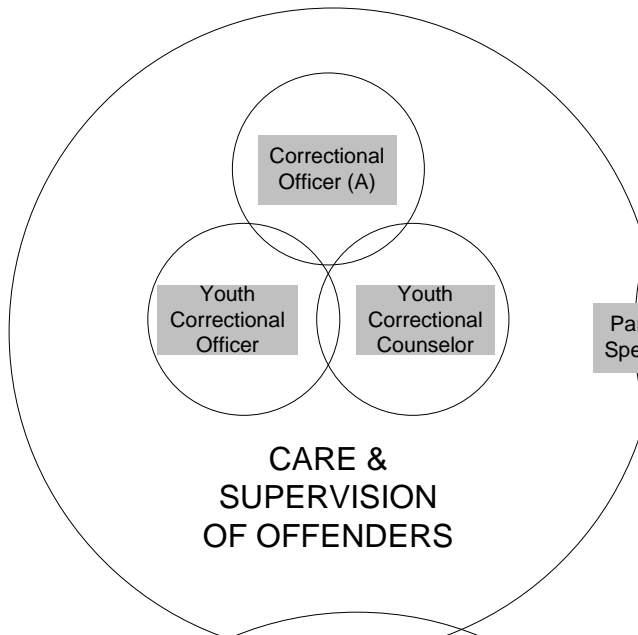 Correctional
Officer (A)
Youth
Correctional
Officer
Youth
Correctional
Counselor
CARE &
SUPERVISION
OF OFFENDERS